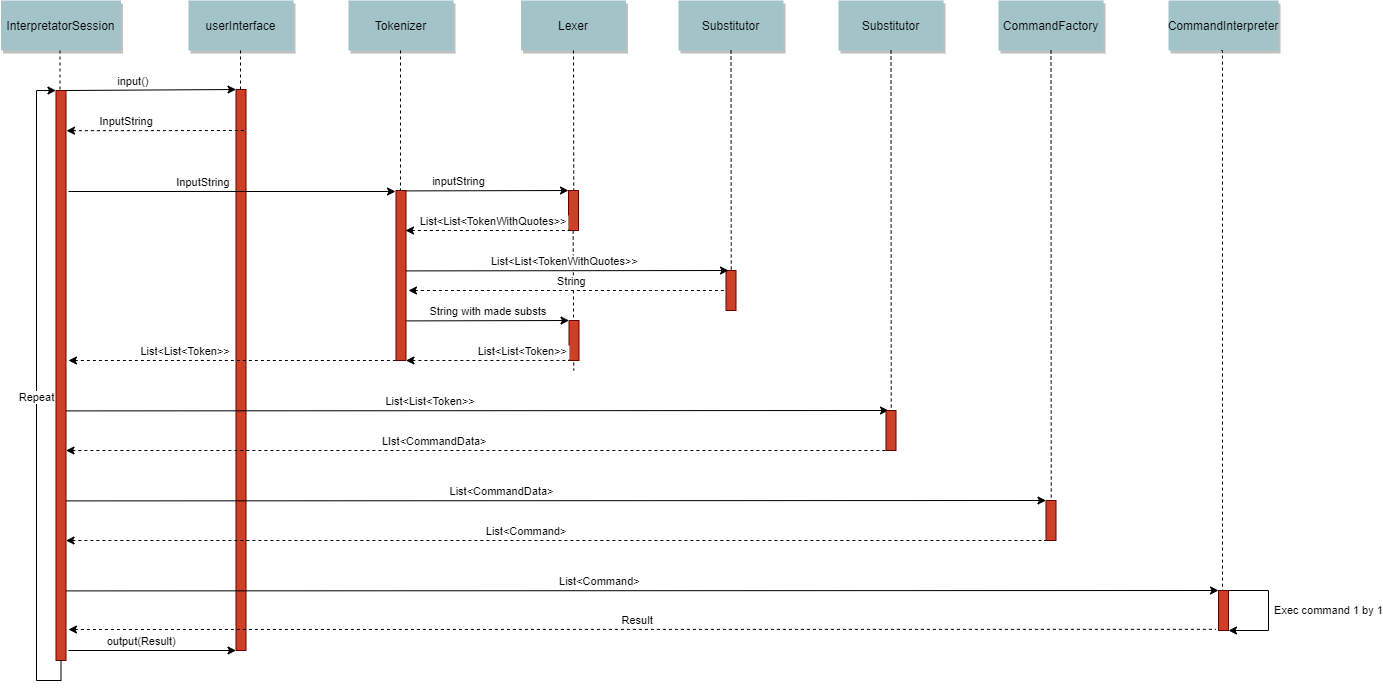 InterpretatorSession
userInterface
Tokenizer
Lexer
Substitutor
Substitutor
CommandFactory
CommandInterpreter
input()
InputString
InputString
inputString
List<List<TokenWithQuotes>>
List<List<TokenWithQuotes>>
String
String with made substs
List<List<Token>>
List<List<Token>>
Repeat
List<List<Token>>
LIst<CommandData>
List<CommandData>
List<Command>
List<Command>
Exec command 1 by 1
Result
output(Result)